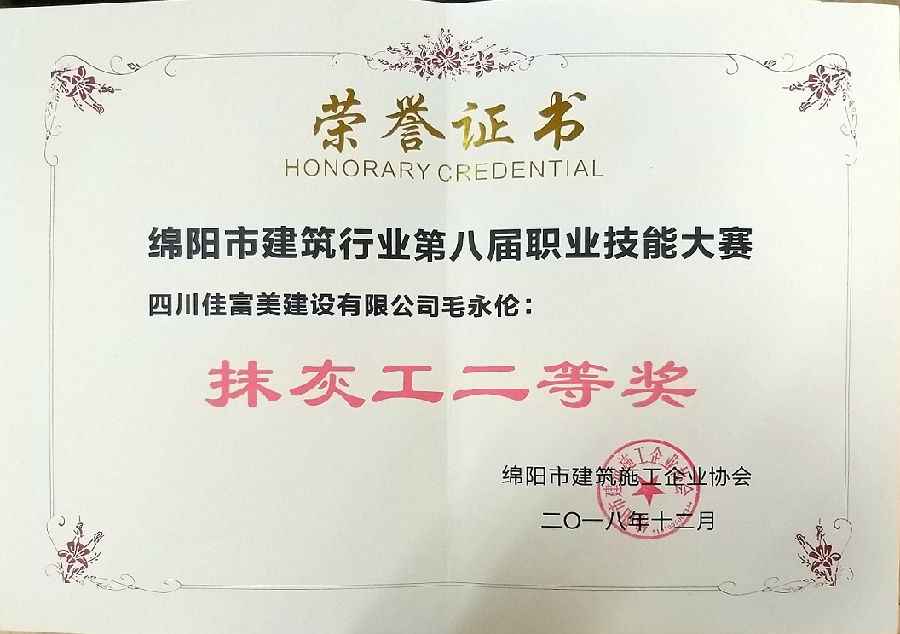 荣誉证书
HONORARY CREDENTIAL
绵阳市建筑行业第八届职业技能大赛
四川佳富美建设有限公司毛永伦：
抹灰工二等奖
绵阳市建筑施工企业协会
二〇一八年十二月